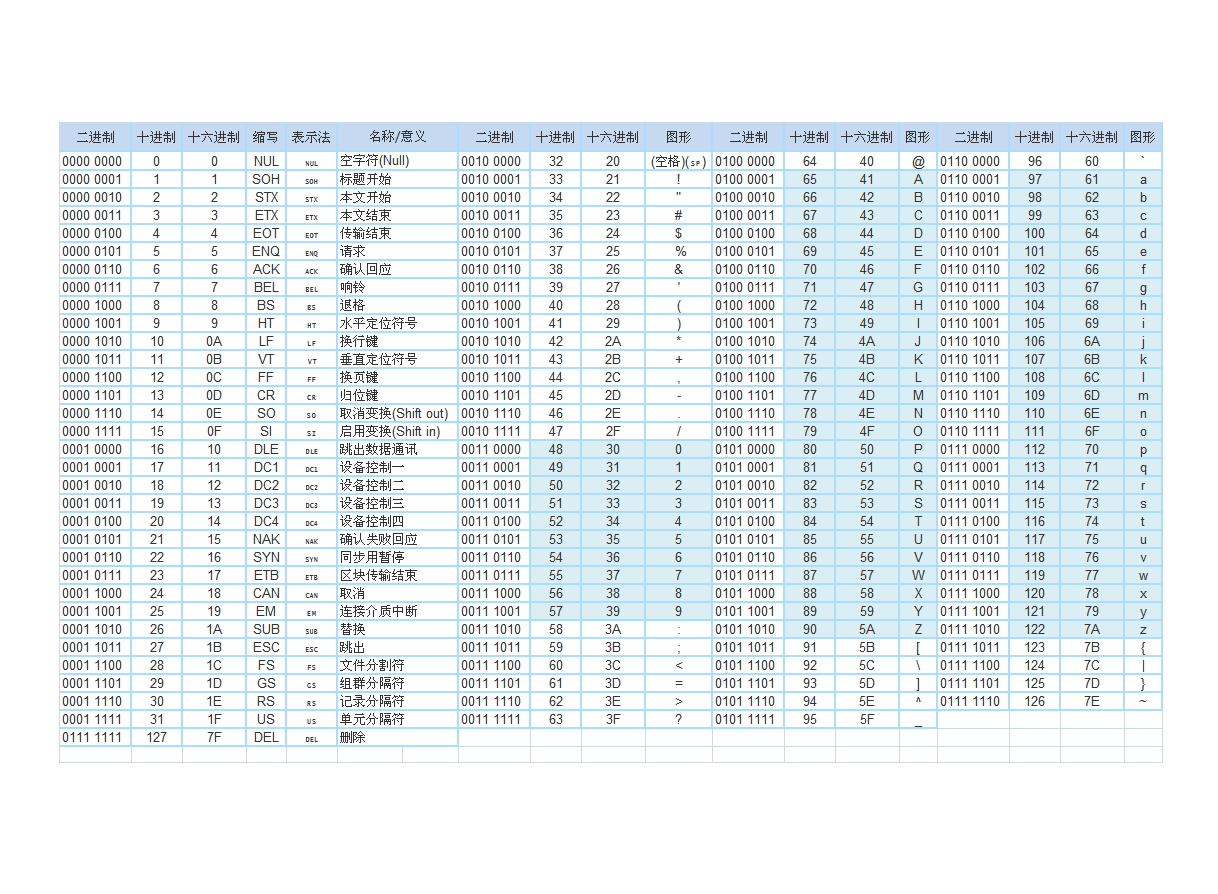 二进制 十进制 十六进制 缩写 表示法 名称/意义 二进制 十进制 十六进制 图形 二进制 十进制 十六进制 图形 二进制 十进制 十六进制 图形
0000 0000 0 0 NUL NUL 空字符(Null) 0010 0000 32 20 (空格)(SP) 0100 0000 64 40 @ 0110 0000 96 60 `
0000 0001 1 1 SOH SOH 标题开始 0010 0001 33 21 ! 0100 0001 65 41 A 0110 0001 97 61 a
0000 0010 2 2 STX STX 本文开始 0010 0010 34 22 " 0100 0010 66 42 B 0110 0010 98 62 b
0000 0011 3 3 ETX ETX 本文结束 0010 0011 35 23 # 0100 0011 67 43 C 0110 0011 99 63 c
0000 0100 4 4 EOT EOT 传输结束 0010 0100 36 24 $ 0100 0100 68 44 D 0110 0100 100 64 d
0000 0101 5 5 ENQ ENQ 请求 0010 0101 37 25 % 0100 0101 69 45 E 0110 0101 101 65 e
0000 0110 6 6 ACK ACK 确认回应 0010 0110 38 26 & 0100 0110 70 46 F 0110 0110 102 66 f
0000 0111 7 7 BEL BEL 响铃 0010 0111 39 27 ' 0100 0111 71 47 G 0110 0111 103 67 g
0000 1000 8 8 BS BS 退格 0010 1000 40 28 ( 0100 1000 72 48 H 0110 1000 104 68 h
0000 1001 9 9 HT HT 水平定位符号 0010 1001 41 29 ) 0100 1001 73 49 I 0110 1001 105 69 i
0000 1010 10 0A LF LF 换行键 0010 1010 42 2A * 0100 1010 74 4A J 0110 1010 106 6A j
0000 1011 11 0B VT VT 垂直定位符号 0010 1011 43 2B + 0100 1011 75 4B K 0110 1011 107 6B k
0000 1100 12 0C FF FF 换页键 0010 1100 44 2C , 0100 1100 76 4C L 0110 1100 108 6C l
0000 1101 13 0D CR CR 归位键 0010 1101 45 2D - 0100 1101 77 4D M 0110 1101 109 6D m
0000 1110 14 0E SO SO 取消变换(Shift out) 0010 1110 46 2E . 0100 1110 78 4E N 0110 1110 110 6E n
0000 1111 15 0F SI SI 启用变换(Shift in) 0010 1111 47 2F / 0100 1111 79 4F O 0110 1111 111 6F o
0001 0000 16 10 DLE DLE 跳出数据通讯 0011 0000 48 30 0 0101 0000 80 50 P 0111 0000 112 70 p
0001 0001 17 11 DC1 DC1 设备控制一 0011 0001 49 31 1 0101 0001 81 51 Q 0111 0001 113 71 q
0001 0010 18 12 DC2 DC2 设备控制二 0011 0010 50 32 2 0101 0010 82 52 R 0111 0010 114 72 r
0001 0011 19 13 DC3 DC3 设备控制三 0011 0011 51 33 3 0101 0011 83 53 S 0111 0011 115 73 s
0001 0100 20 14 DC4 DC4 设备控制四 0011 0100 52 34 4 0101 0100 84 54 T 0111 0100 116 74 t
0001 0101 21 15 NAK NAK 确认失败回应 0011 0101 53 35 5 0101 0101 85 55 U 0111 0101 117 75 u
0001 0110 22 16 SYN SYN 同步用暂停 0011 0110 54 36 6 0101 0110 86 56 V 0111 0110 118 76 v
0001 0111 23 17 ETB ETB 区块传输结束 0011 0111 55 37 7 0101 0111 87 57 W 0111 0111 119 77 w
0001 1000 24 18 CAN CAN 取消 0011 1000 56 38 8 0101 1000 88 58 X 0111 1000 120 78 x
0001 1001 25 19 EM EM 连接介质中断 0011 1001 57 39 9 0101 1001 89 59 Y 0111 1001 121 79 y
0001 1010 26 1A SUB SUB 替换 0011 1010 58 3A : 0101 1010 90 5A Z 0111 1010 122 7A z
0001 1011 27 1B ESC ESC 跳出 0011 1011 59 3B ; 0101 1011 91 5B [ 0111 1011 123 7B {
0001 1100 28 1C FS FS 文件分割符 0011 1100 60 3C < 0101 1100 92 5C \ 0111 1100 124 7C |
0001 1101 29 1D GS GS 组群分隔符 0011 1101 61 3D = 0101 1101 93 5D ] 0111 1101 125 7D }
0001 1110 30 1E RS RS 记录分隔符 0011 1110 62 3E > 0101 1110 94 5E ^ 0111 1110 126 7E ~
0001 1111 31 1F US US 单元分隔符 0011 1111 63 3F ? 0101 1111 95 5F _
0111 1111 127 7F DEL DEL 删除